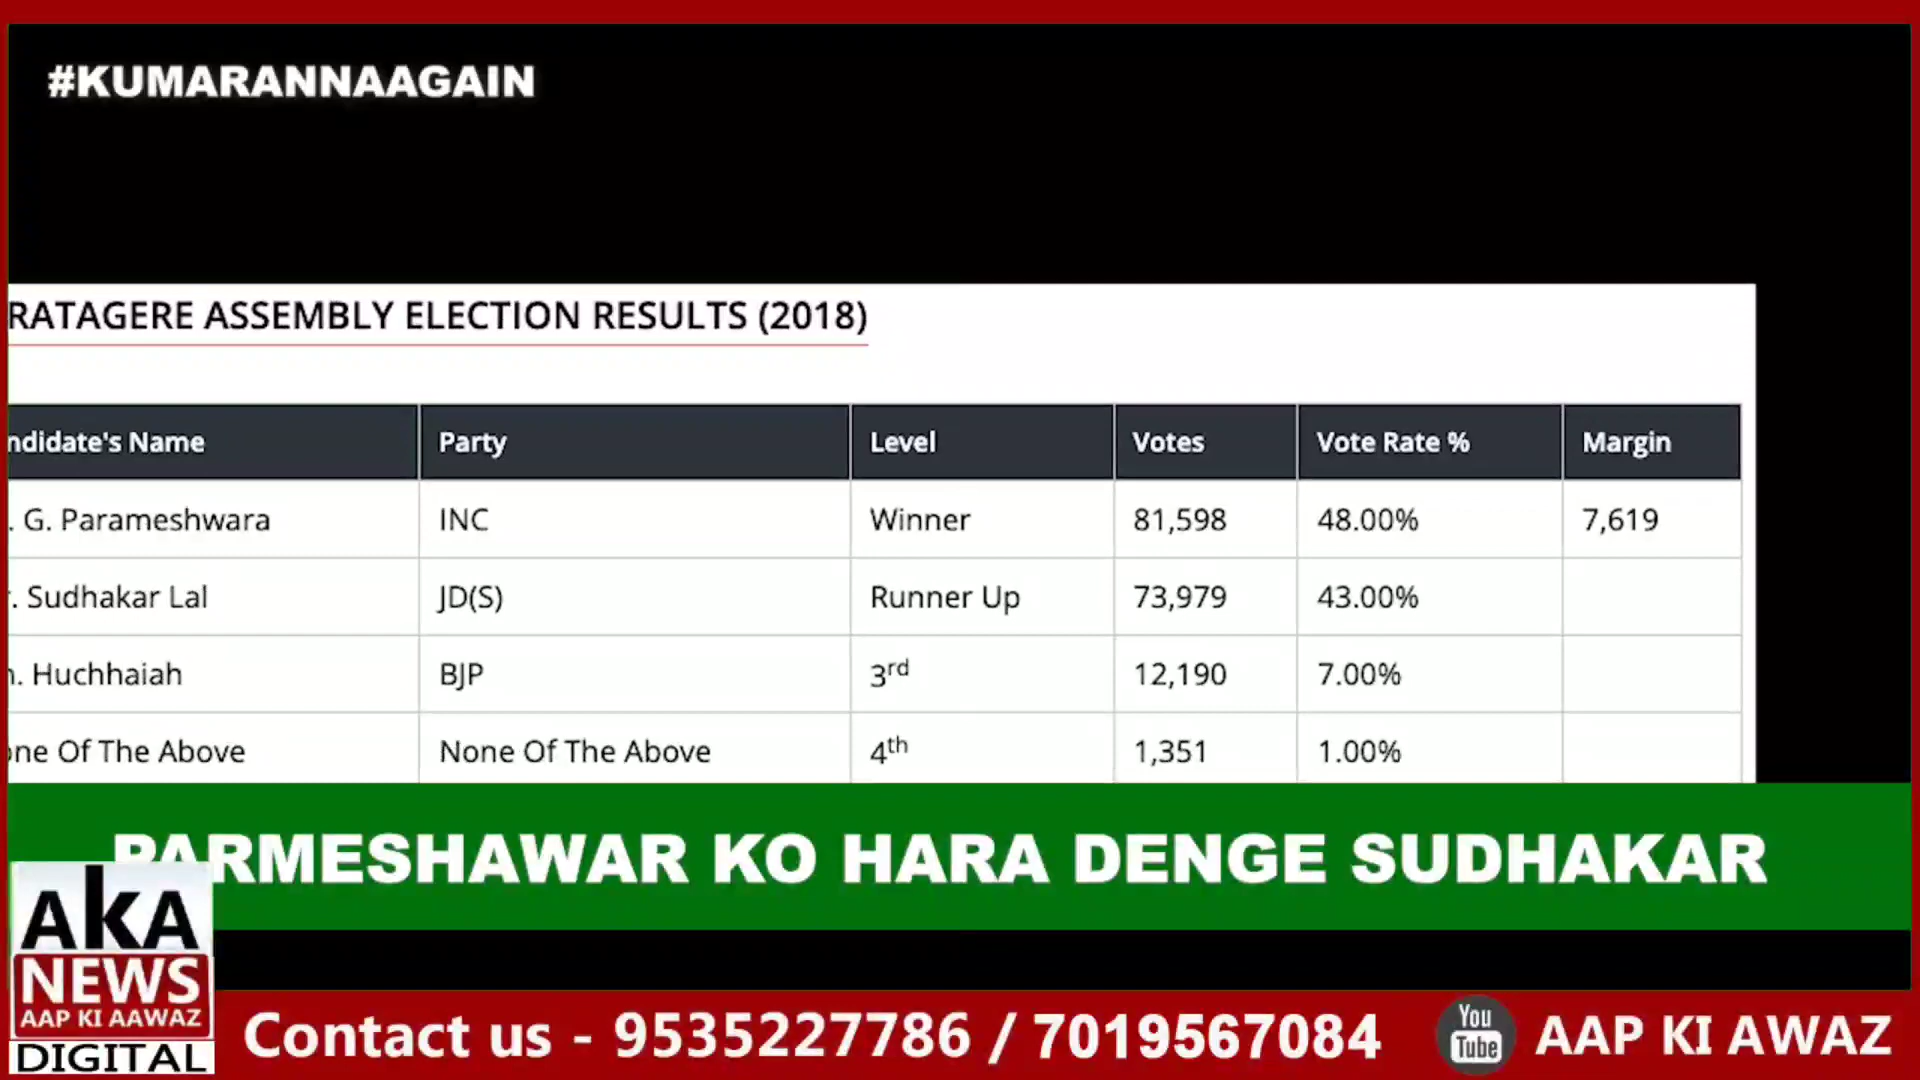 #KUMARANNAAGAIN
RATAGERE ASSEMBLY ELECTION RESULTS (2018)
ndidate's Name Party Level Votes Vote Rate % Margin
. G. Parameshwara INC Winner 81,598 48.00% 7,619
. Sudhakar Lal JD(S) Runner Up 73,979 43.00%
. Huchhaiah BJP 3rd 12,190 7.00%
one Of The Above None Of The Above 4th 1,351 1.00%
PARMESHAWAR KO HARA DENGE SUDHAKAR
AKA
NEWS
AAP KI AAWAZ
DIGITAL
Contact us - 9535227786 / 7019567084
You Tube AAP KI AWAZ